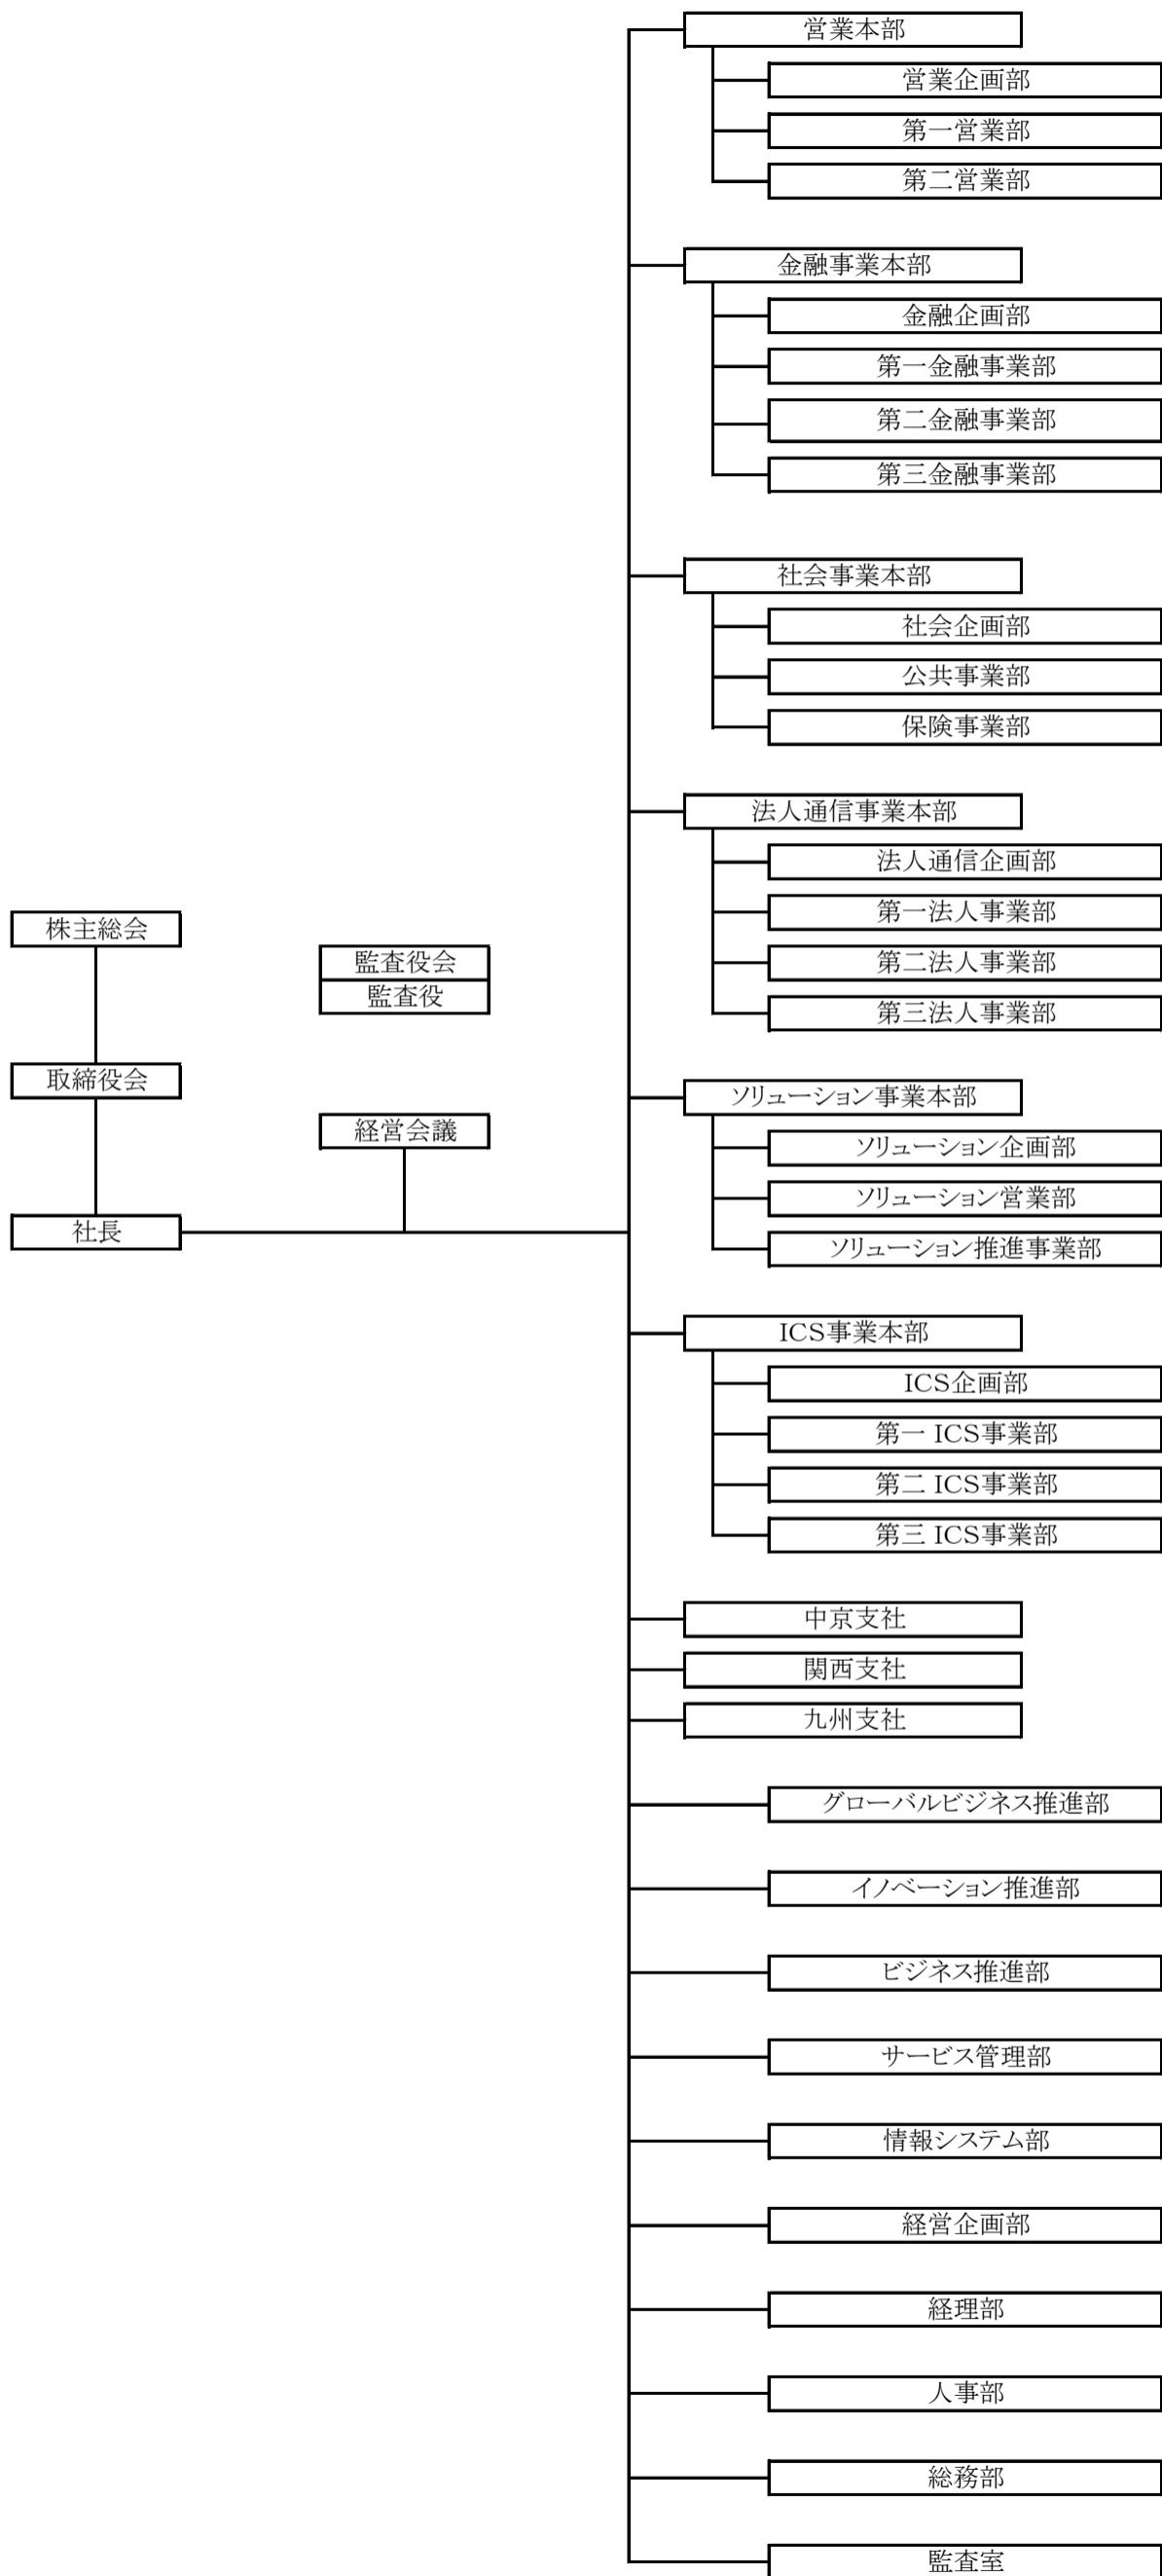 株主総会
監査役会
監査役
取締役会
経営会議
社長
営業本部
営業企画部
第一営業部
第二営業部
金融事業本部
金融企画部
第一金融事業部
第二金融事業部
第三金融事業部
社会事業本部
社会企画部
公共事業部
保険事業部
法人通信事業本部
法人通信企画部
第一法人事業部
第二法人事業部
第三法人事業部
ソリューション事業本部
ソリューション企画部
ソリューション営業部
ソリューション推進事業部
ICS事業本部
ICS企画部
第一 ICS事業部
第二 ICS事業部
第三 ICS事業部
中京支社
関西支社
九州支社
グローバルビジネス推進部
イノベーション推進部
ビジネス推進部
サービス管理部
情報システム部
経営企画部
経理部
人事部
総務部
監査室